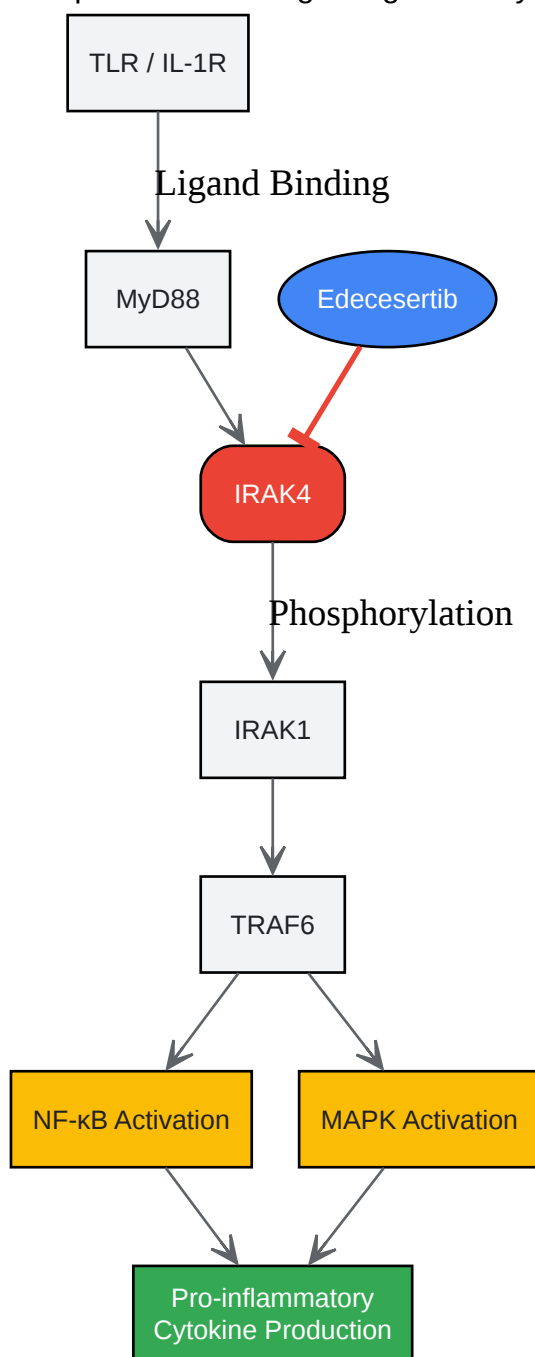 TLR / IL-1R
Ligand Binding
MyD88
Edecesertib
IRAK4
Phosphorylation
IRAK1
TRAF6
NF-κB Activation
MAPK Activation
Pro-inflammatory
Cytokine Production